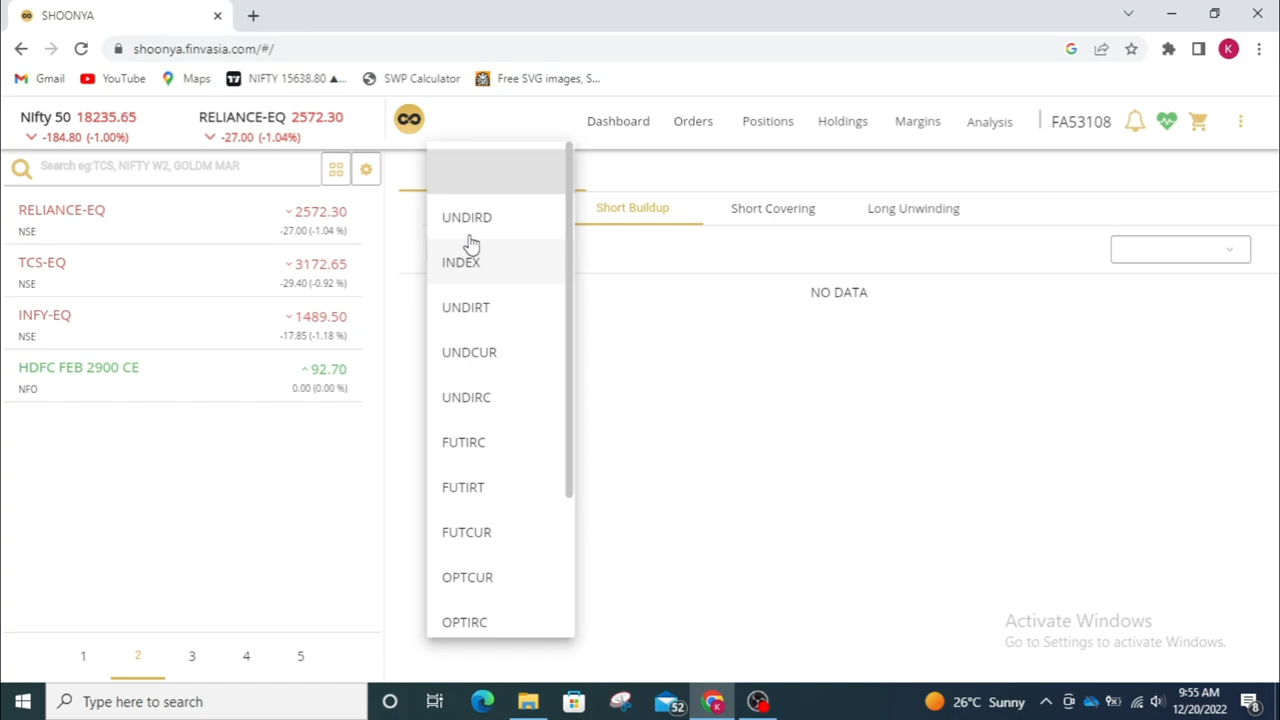 SHOONYA
shoonya.finvasia.com/#/
Gmail
YouTube
Maps
NIFTY 15638.80 ▲...
SWP Calculator
Free SVG images, S...
K
NIfty 50 18235.65
-184.80 (-1.00%)
RELIANCE-EQ 2572.30
-27.00 (-1.04%)
Dashboard
Orders
Positions
Holdings
Margins
Analysis
FA53108
Search eg:TCS, NIFTY W2, GOLDM MAR
RELIANCE-EQ 2572.30
NSE -27.00 (-1.04 %)
TCS-EQ 3172.65
NSE -29.40 (-0.92 %)
INFY-EQ 1489.50
NSE -17.85 (-1.18 %)
HDFC FEB 2900 CE 92.70
NFO 0.00 (0.00 %)
1 2 3 4 5
UNDIRD
INDEX
UNDIRT
UNDCUR
UNDIRC
FUTIRC
FUTIRT
FUTCUR
OPTCUR
OPTIRC
Short Buildup
Short Covering
Long Unwinding
NO DATA
Activate Windows
Go to Settings to activate Windows.
Type here to search
52
K
26°C Sunny
9:55 AM
12/20/2022
8